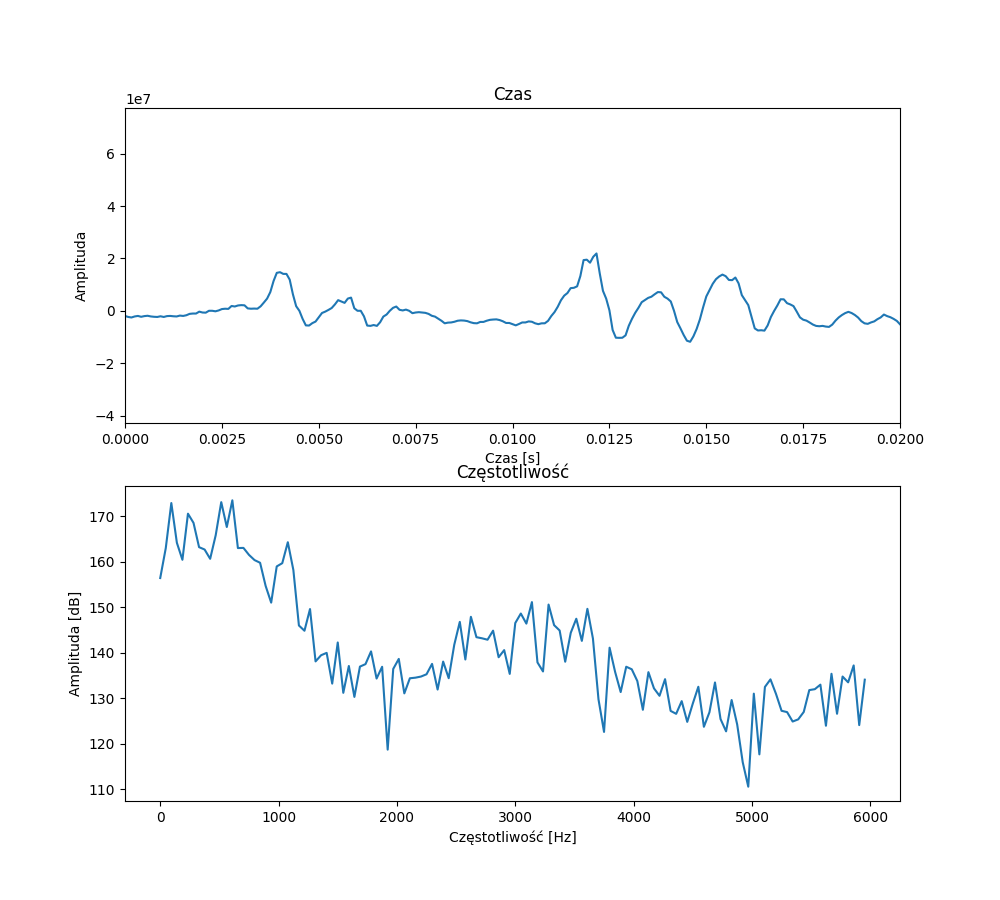 Czas
1e7
6
4
2
0
−2
−4
Amplituda
0.0000 0.0025 0.0050 0.0075 0.0100 0.0125 0.0150 0.0175 0.0200
Czas [s]
Częstotliwość
170
160
150
140
130
120
110
Amplituda [dB]
0 1000 2000 3000 4000 5000 6000
Częstotliwość [Hz]